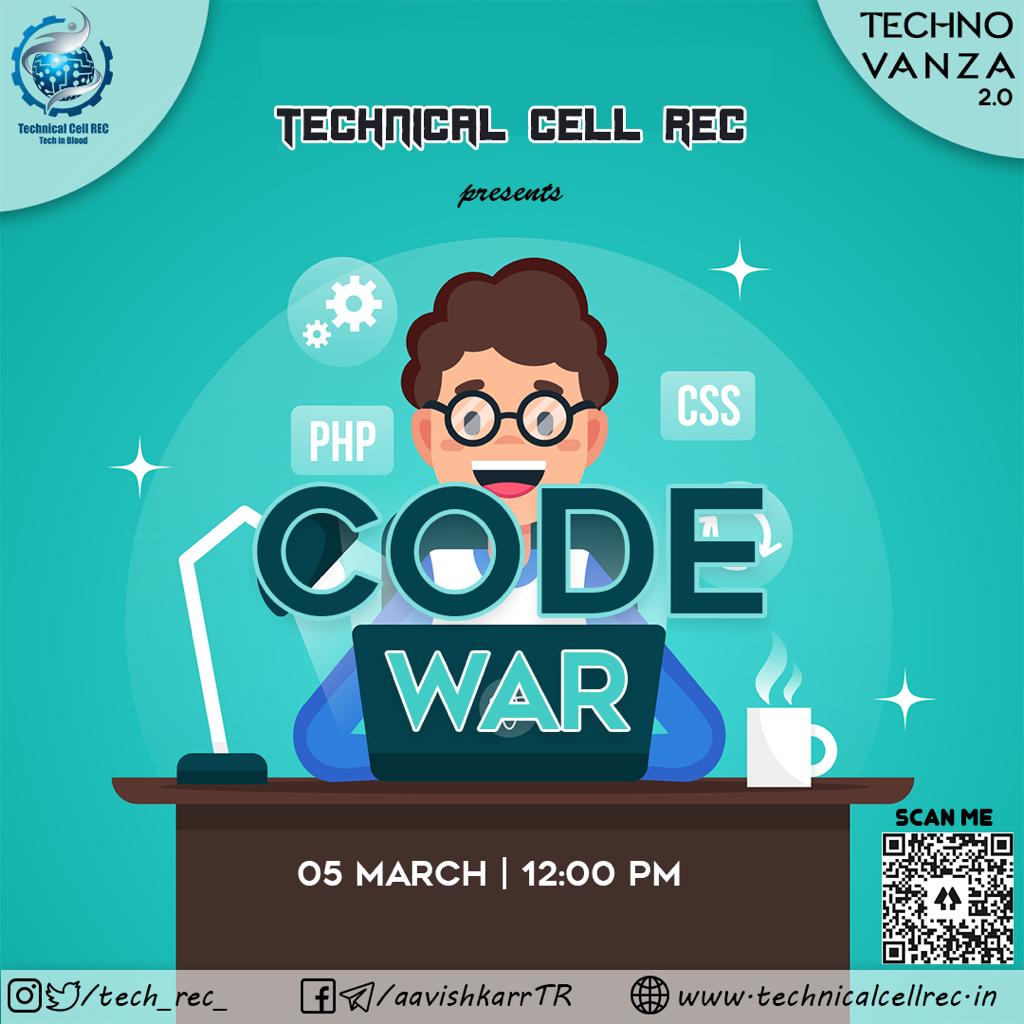 Technical Cell REC
Tech in Blood
TECHNO
VANZA
2.0
TECHNICAL CELL REC
presents
PHP
CSS
CODE
WAR
05 MARCH | 12:00 PM
SCAN ME
/tech_rec_
/aavishkarrTR
www.technicalcellrec.in